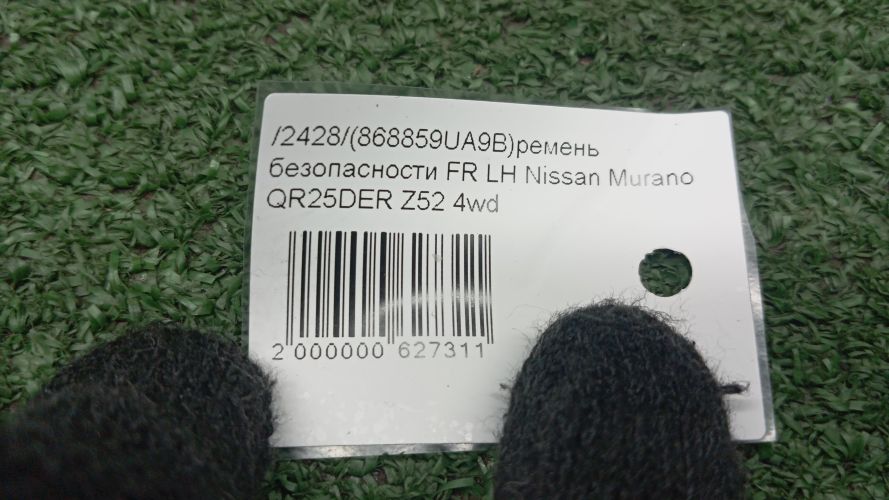 /2428/(868859UA9B)ремень
безопасности FR LH Nissan Murano
QR25DER Z52 4wd
2 000000 627311